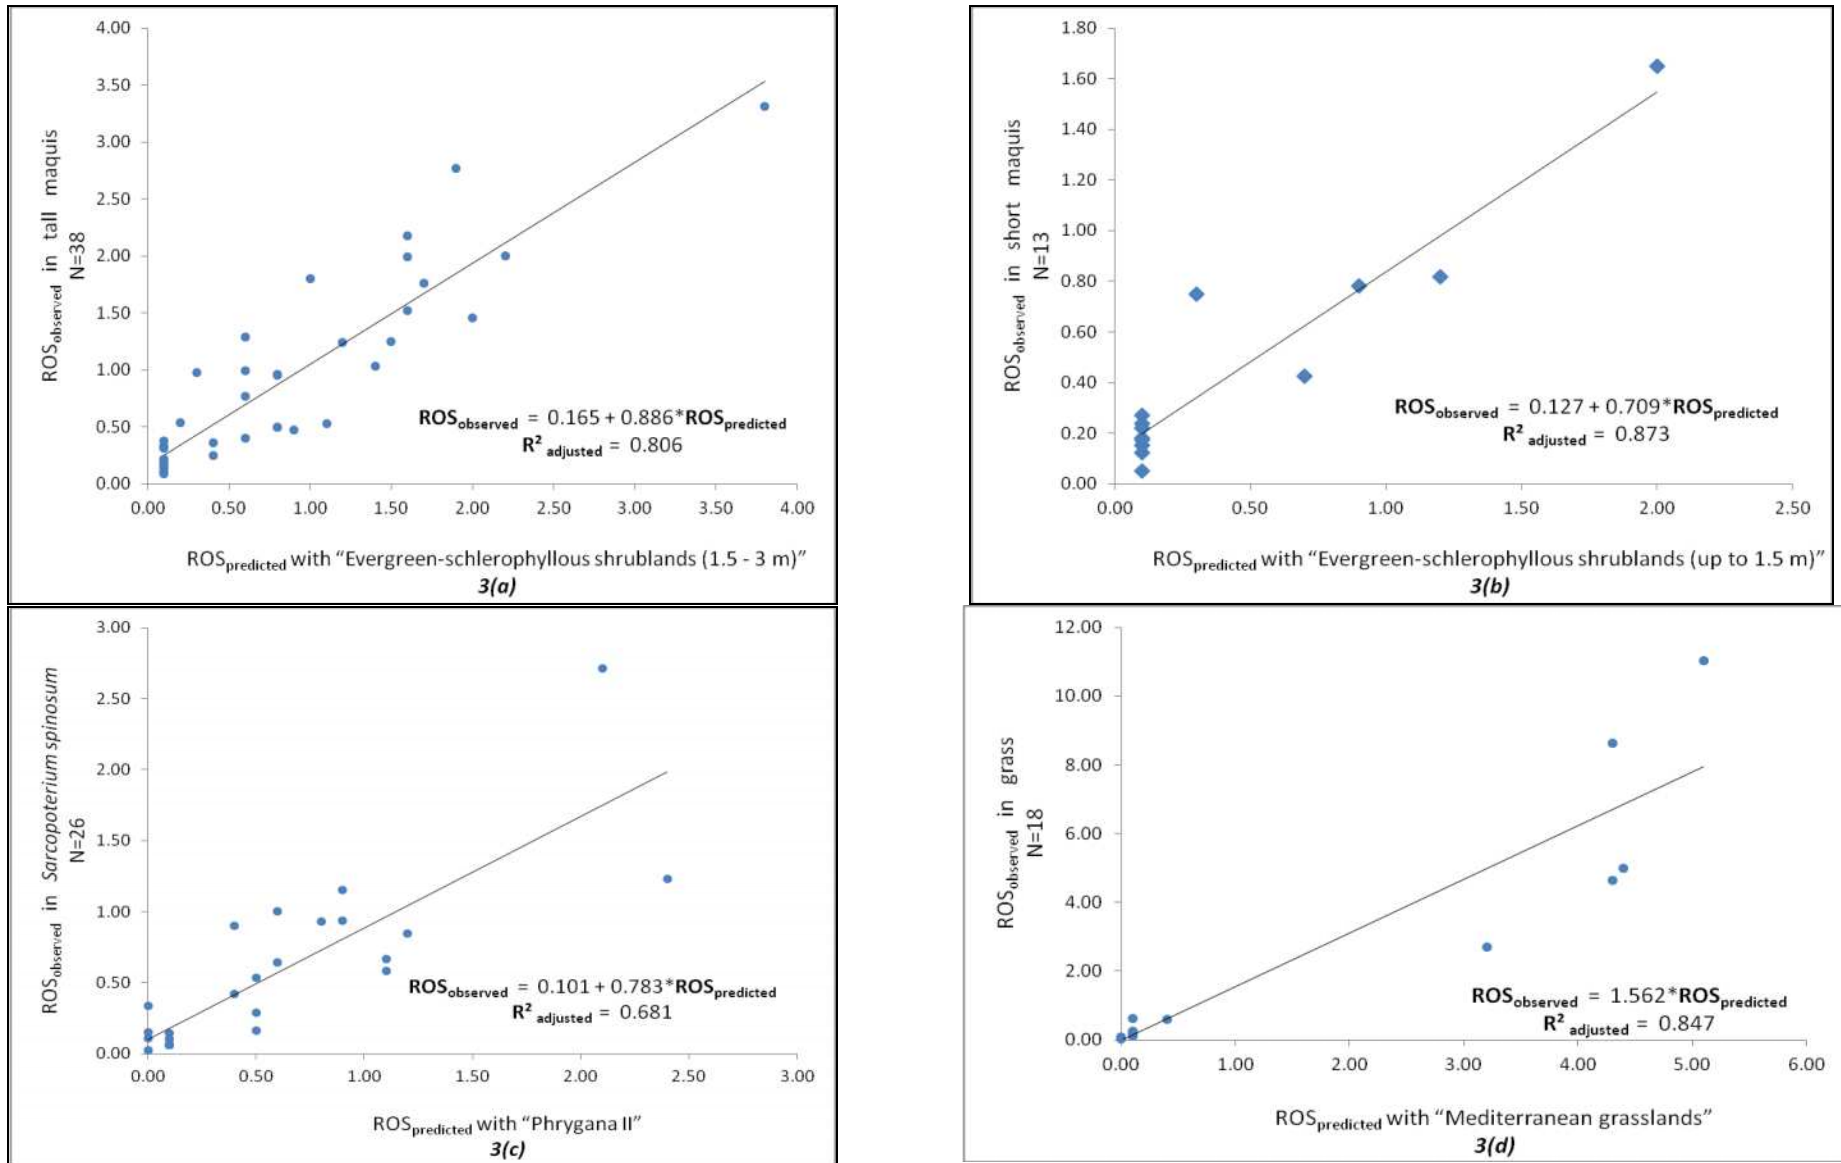 4.00
3.50
3.00
2.50
2.00
1.50
1.00
0.50
0.00
0.00 0.50 1.00 1.50 2.00 2.50 3.00 3.50 4.00
ROSobserved in tall maquis
N=38
ROSobserved = 0.165 + 0.886*ROSpredicted
R² adjusted = 0.806
ROSpredicted with “Evergreen-schlerophyllous shrublands (1.5 - 3 m)”
3(a)
1.80
1.60
1.40
1.20
1.00
0.80
0.60
0.40
0.20
0.00
0.00 0.50 1.00 1.50 2.00 2.50
ROSobserved in short maquis
N=13
ROSobserved = 0.127 + 0.709*ROSpredicted
R² adjusted = 0.873
ROSpredicted with “Evergreen-schlerophyllous shrublands (up to 1.5 m)”
3(b)
3.00
2.50
2.00
1.50
1.00
0.50
0.00
0.00 0.50 1.00 1.50 2.00 2.50 3.00
ROSobserved in Sarcopoterium spinosum
N=26
ROSobserved = 0.101 + 0.783*ROSpredicted
R² adjusted = 0.681
ROSpredicted with “Phrygana II”
3(c)
12.00
10.00
8.00
6.00
4.00
2.00
0.00
0.00 1.00 2.00 3.00 4.00 5.00 6.00
ROSobserved in grass
N=18
ROSobserved = 1.562*ROSpredicted
R² adjusted = 0.847
ROSpredicted with “Mediterranean grasslands”
3(d)